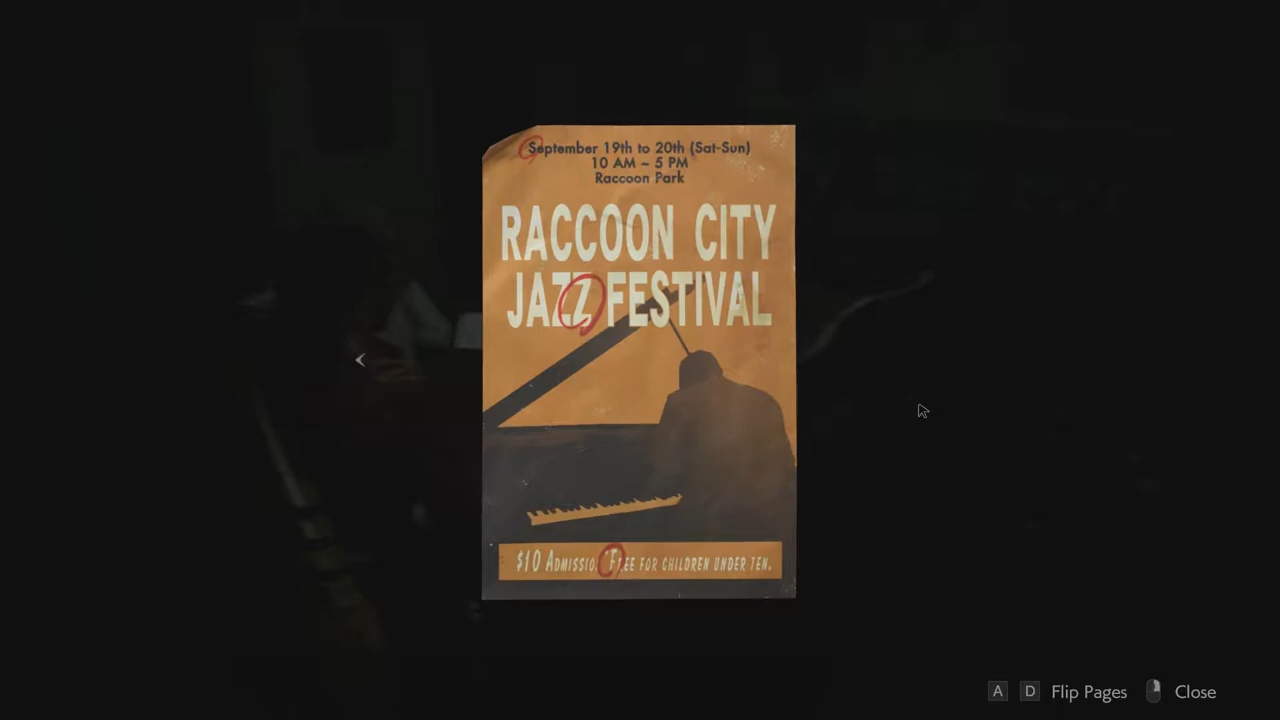 September 19th to 20th (Sat-Sun)
10 AM ~ 5 PM
Raccoon Park
RACCOON CITY
JAZZ FESTIVAL
$10 Admission Free for children under ten.
A D Flip Pages Close